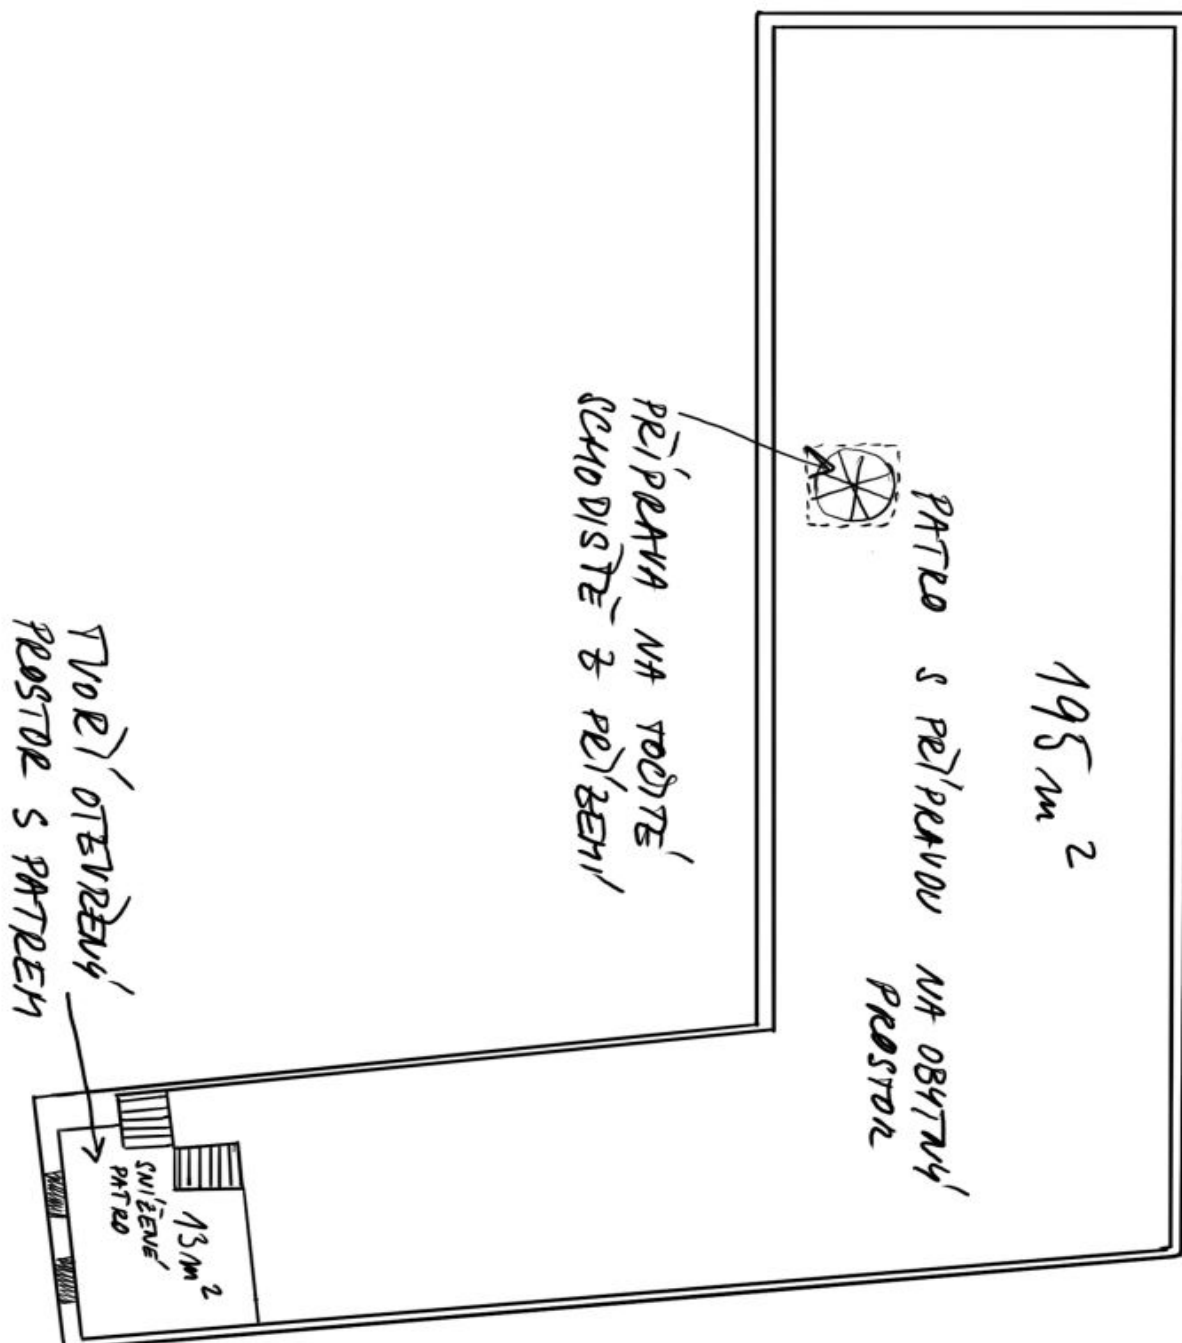 195 m²
PATRO S PŘÍPRAVOU NA OBYTNÝ
PROSTOR
PŘÍPRAVA NA TOČITÉ
SCHODIŠTĚ Z PŘÍZEMÍ
13 m²
SNÍŽENÉ
PATRO
TVOŘÍ OTEVŘENÝ
PROSTOR S PATREM